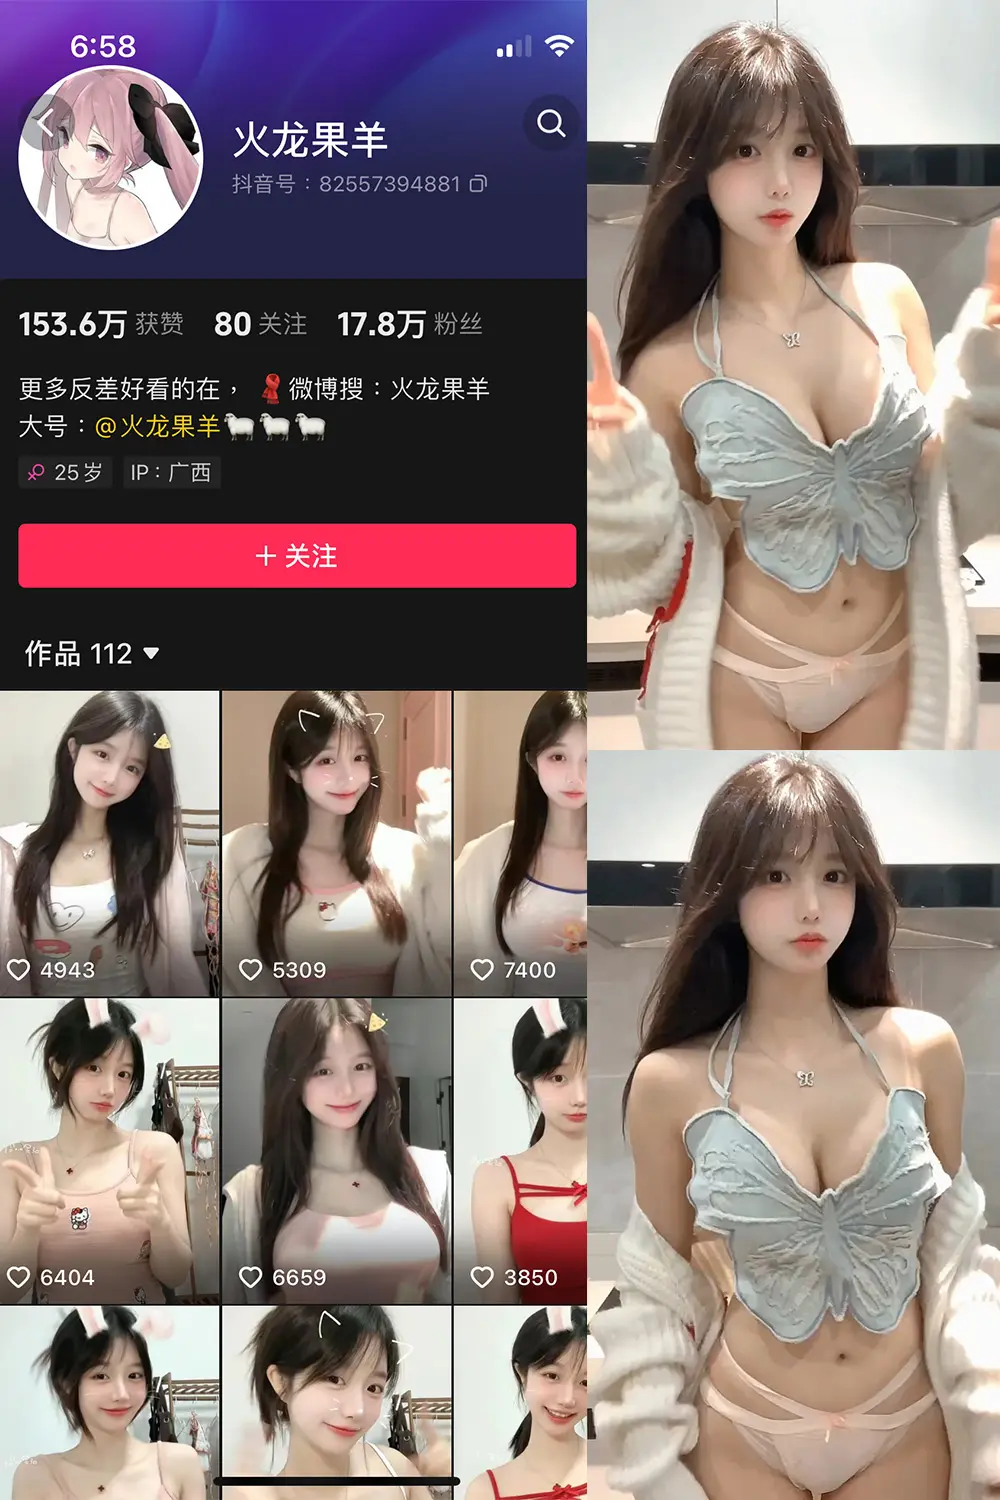 6:58
火龙果羊
抖音号：82557394881
153.6万 获赞 80 关注 17.8万 粉丝
更多反差好看的在， 🧣微博搜：火龙果羊
大号：@火龙果羊🐏🐏🐏
25岁 IP：广西
+ 关注
作品 112
4943
5309
7400
6404
6659
3850